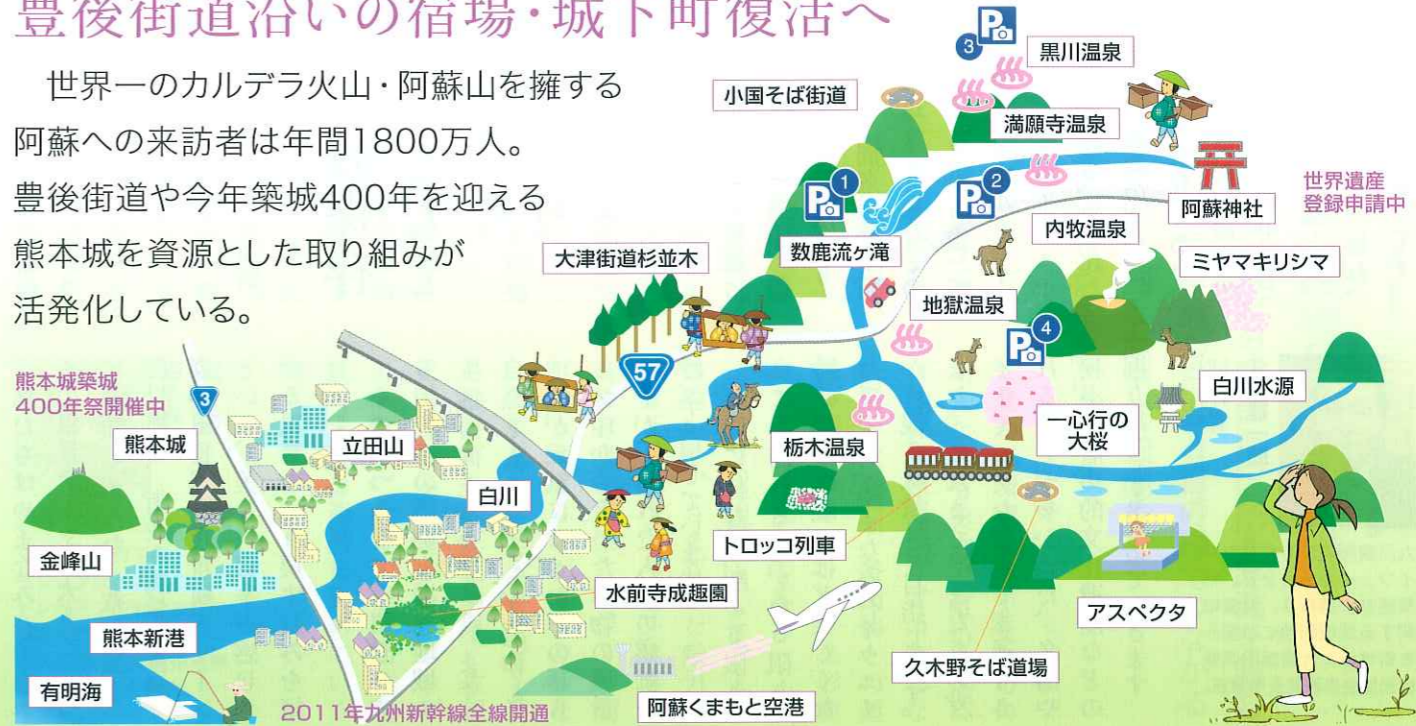 豊後街道沿いの宿場・城下町復活へ
世界一のカルデラ火山・阿蘇山を擁する
阿蘇への来訪者は年間1800万人。
豊後街道や今年築城400年を迎える
熊本城を資源とした取り組みが
活発化している。
3
P
黒川温泉
小国そば街道
満願寺温泉
1
P
2
P
阿蘇神社
世界遺産
登録申請中
大津街道杉並木
数鹿流ヶ滝
内牧温泉
ミヤマキリシマ
地獄温泉
4
P
57
熊本城築城
400年祭開催中
3
熊本城
立田山
白川水源
一心行の
大桜
栃木温泉
白川
金峰山
トロッコ列車
水前寺成趣園
アスペクタ
熊本新港
久木野そば道場
有明海
2011年九州新幹線全線開通
阿蘇くまもと空港